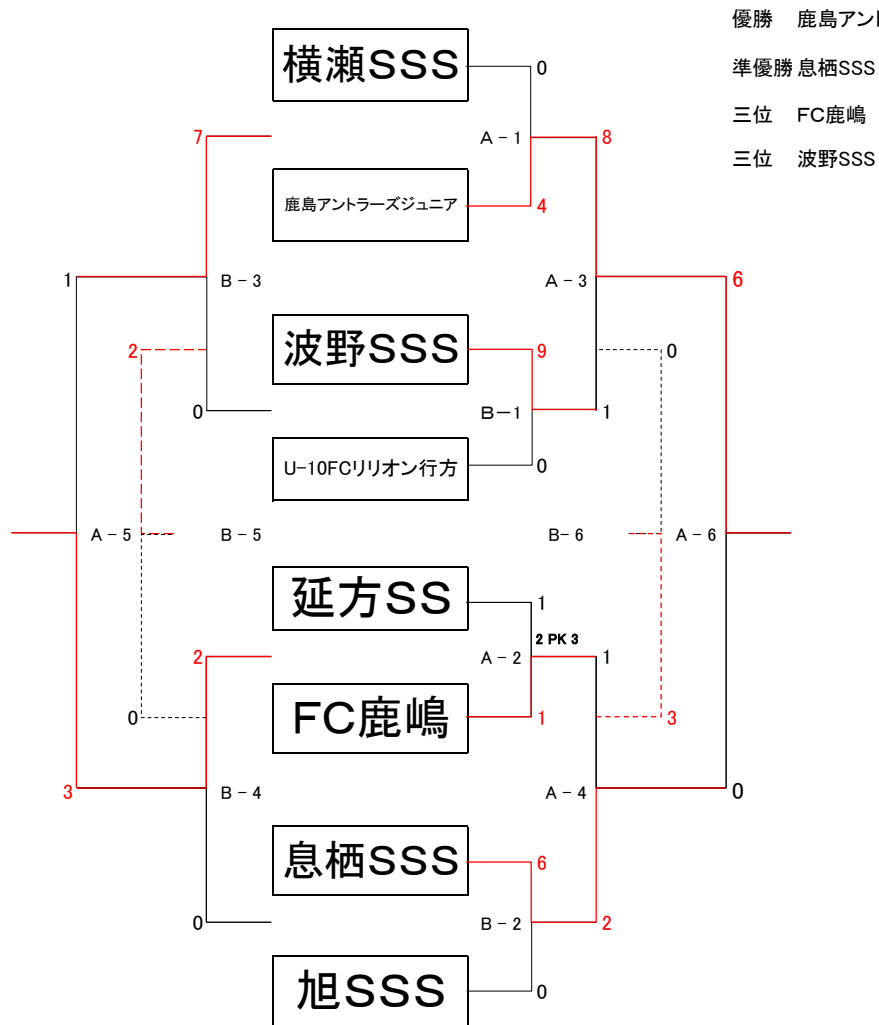 優勝 鹿島アント
準優勝 息栖SSS
三位 FC鹿嶋
三位 波野SSS
横瀬SSS
0
7
A-1
8
鹿島アントラーズジュニア
4
1
B-3
A-3
6
波野SSS
2
9
0
0
B-1
1
U-10FCリリオン行方
0
A-5
B-5
B-6
A-6
延方SS
1
2 PK 3
2
A-2
1
FC鹿嶋
0
1
3
3
B-4
A-4
0
息栖SSS
6
0
B-2
2
旭SSS
0